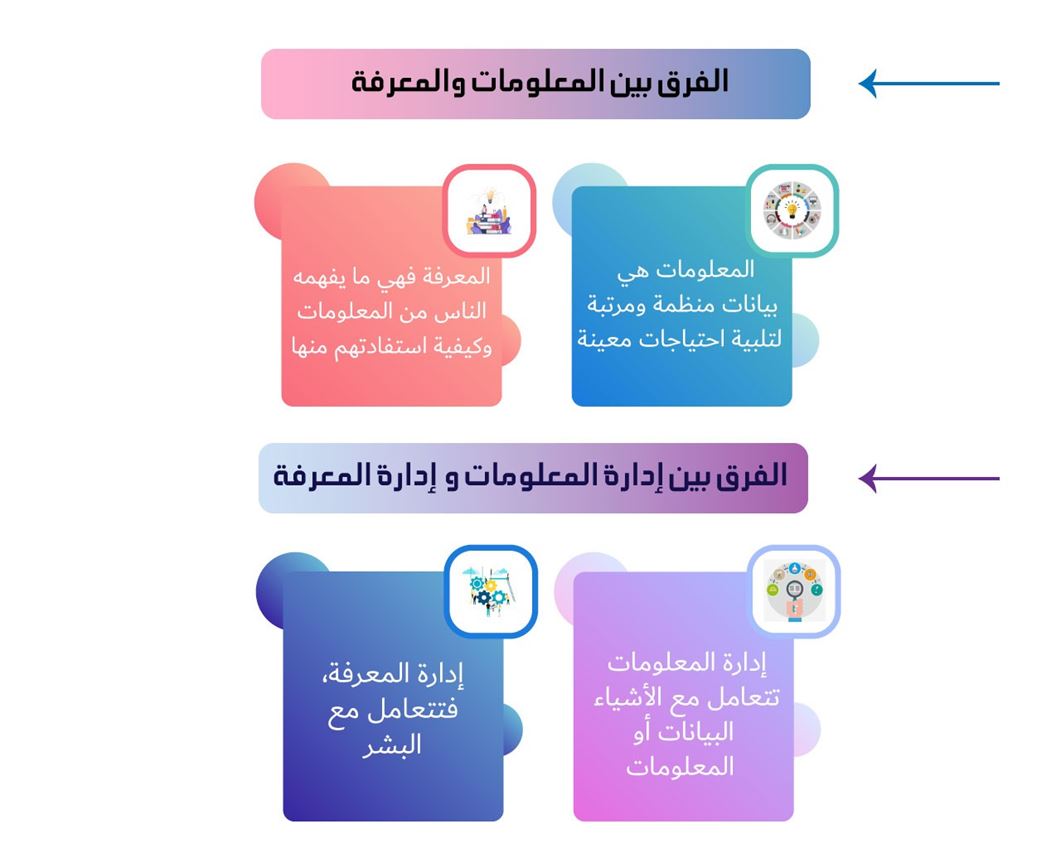 الفرق بين المعلومات والمعرفة
المعلومات هي
بيانات منظمة ومرتبة
لتلبية احتياجات معينة
المعرفة فهي ما يفهمه
الناس من المعلومات
وكيفية استفادتهم منها
الفرق بين إدارة المعلومات و إدارة المعرفة
إدارة المعلومات
تتعامل مع الأشياء
البيانات أو
المعلومات
إدارة المعرفة،
فتتعامل مع
البشر